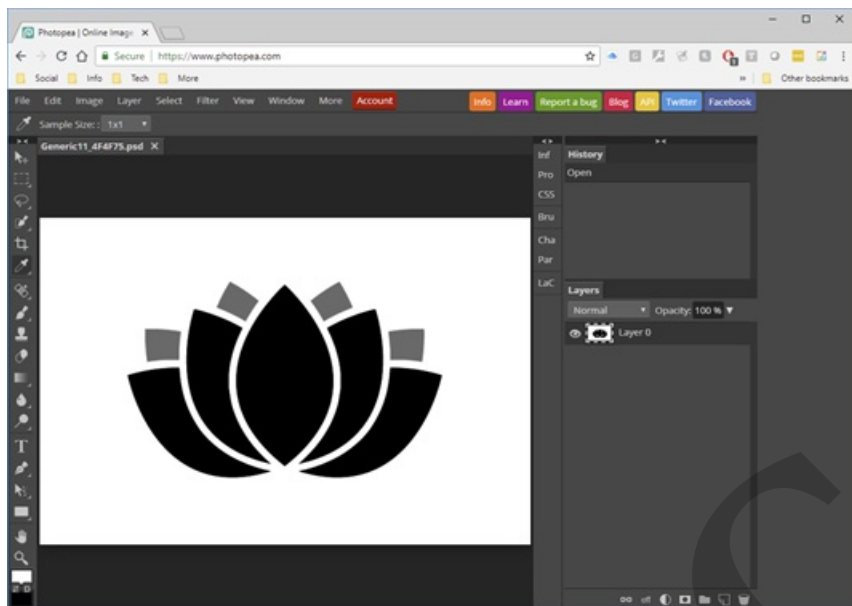 Photopea | Online Image
Secure | https://www.photopea.com
Social Info Tech More » Other bookmarks
File Edit Image Layer Select Filter View Window More Account Info Learn Report a bug Blog API Twitter Facebook
Sample Size: : 1x1
Generic11_4F4F75.psd
Inf
History
Pro
Open
CSS
Bru
Cha
Par
LaC
Layers
Normal Opacity: 100 %
Layer 0
T
eff